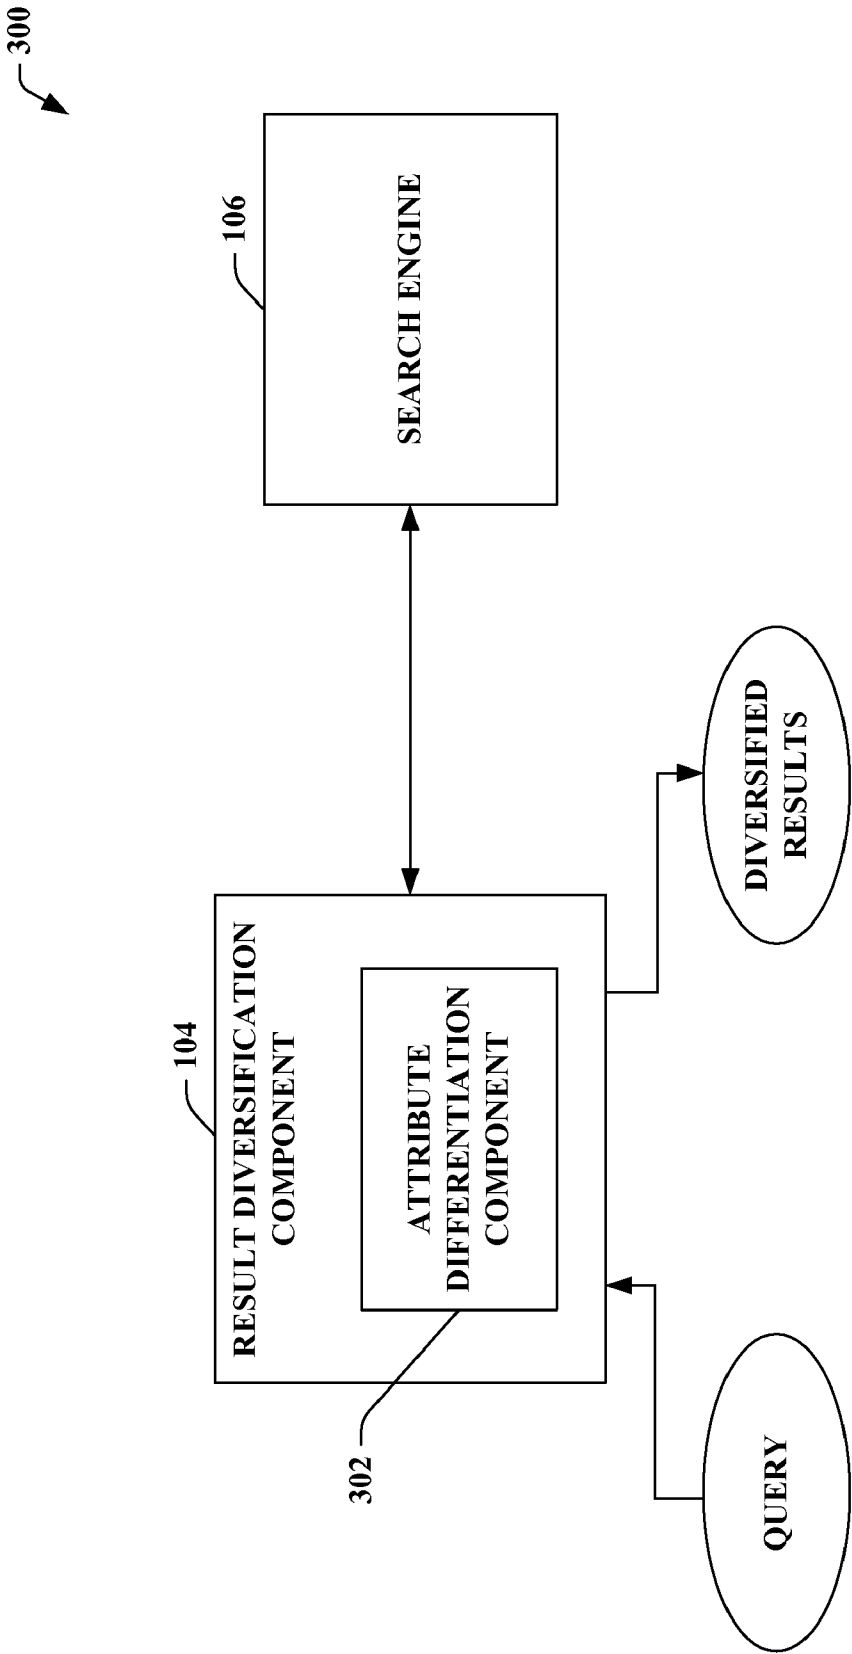 300
104
RESULT DIVERSIFICATION
COMPONENT
ATTRIBUTE
DIFFERENTIATION
COMPONENT
302
106
SEARCH ENGINE
QUERY
DIVERSIFIED
RESULTS